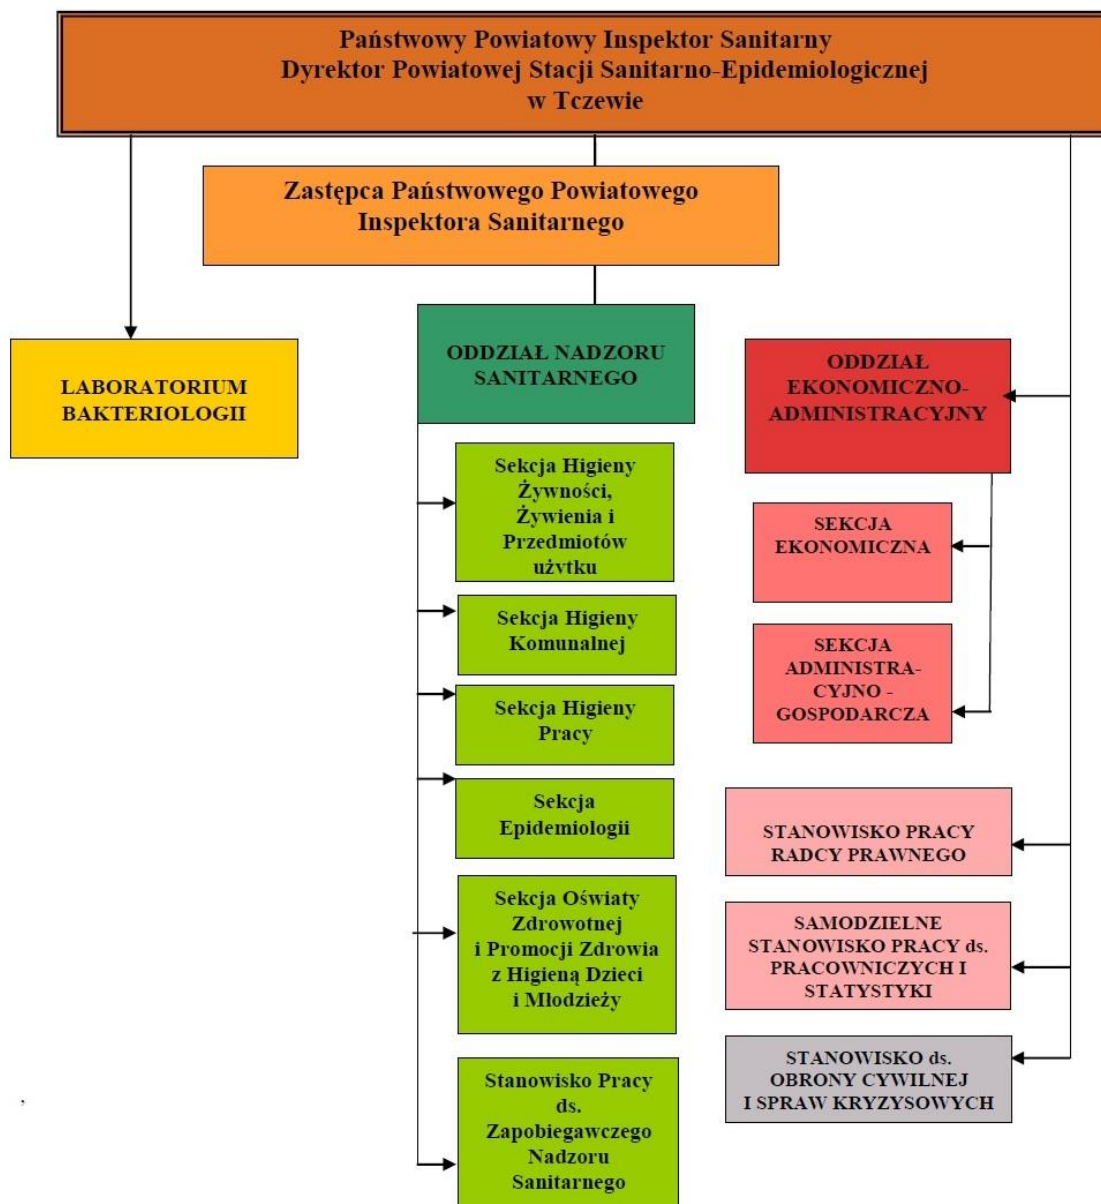 Państwowy Powiatowy Inspektor Sanitarny
Dyrektor Powiatowej Stacji Sanitarno-Epidemiologicznej
w Tczewie
Zastępca Państwowego Powiatowego
Inspektora Sanitarnego
LABORATORIUM
BAKTERIOLOGII
ODDZIAŁ NADZORU
SANITARNEGO
Sekcja Higieny
Żywności,
Żywienia i
Przedmiotów
użytku
Sekcja Higieny
Komunalnej
Sekcja Higieny
Pracy
Sekcja
Epidemiologii
Sekcja Oświaty
Zdrowotnej
i Promocji Zdrowia
z Higieną Dzieci
i Młodzieży
Stanowisko Pracy
ds.
Zapobiegawczego
Nadzoru
Sanitarnego
ODDZIAŁ
EKONOMICZNO-
ADMINISTRACYJNY
SEKCJA
EKONOMICZNA
SEKCJA
ADMINISTRA-
CYJNO -
GOSPODARCZA
STANOWISKO PRACY
RADCY PRAWNEGO
SAMODZIELNE
STANOWISKO PRACY ds.
PRACOWNICZYCH I
STATYSTYKI
STANOWISKO ds.
OBRONY CYWILNEJ
I SPRAW KRYZYSOWYCH